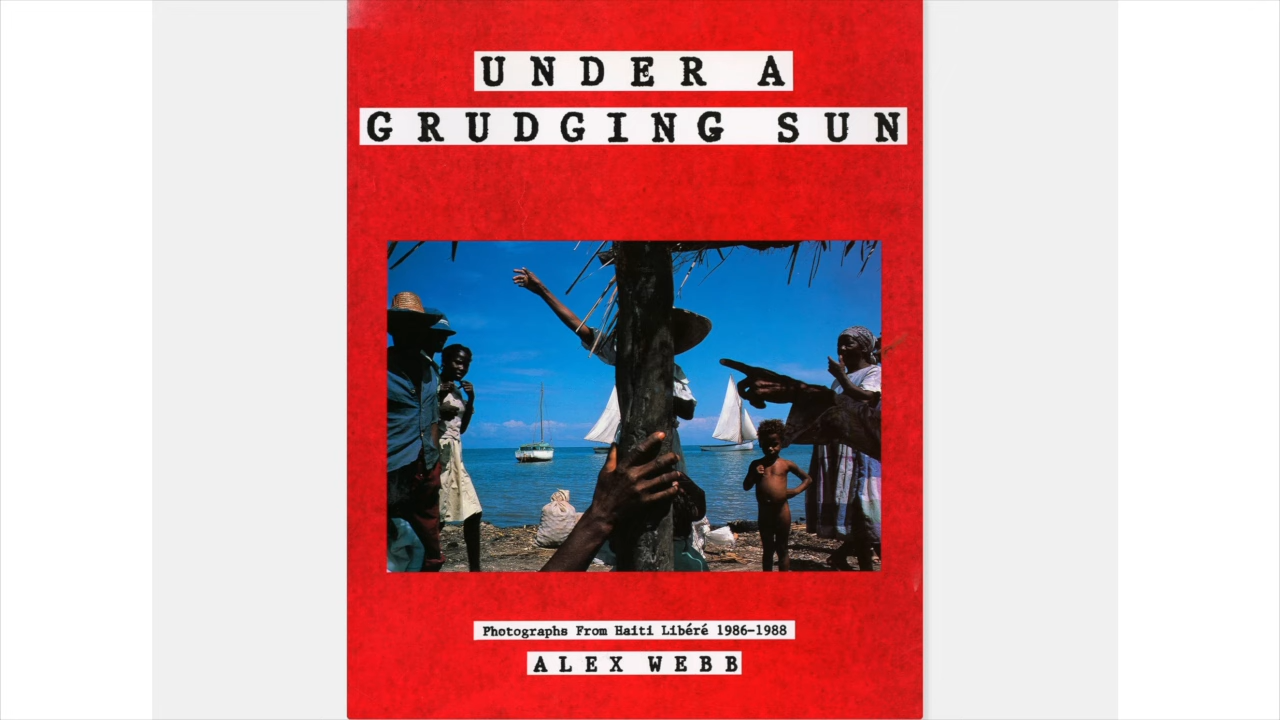 UNDER A
GRUDGING SUN
Photographs From Haiti Libéré 1986-1988
ALEX WEBB